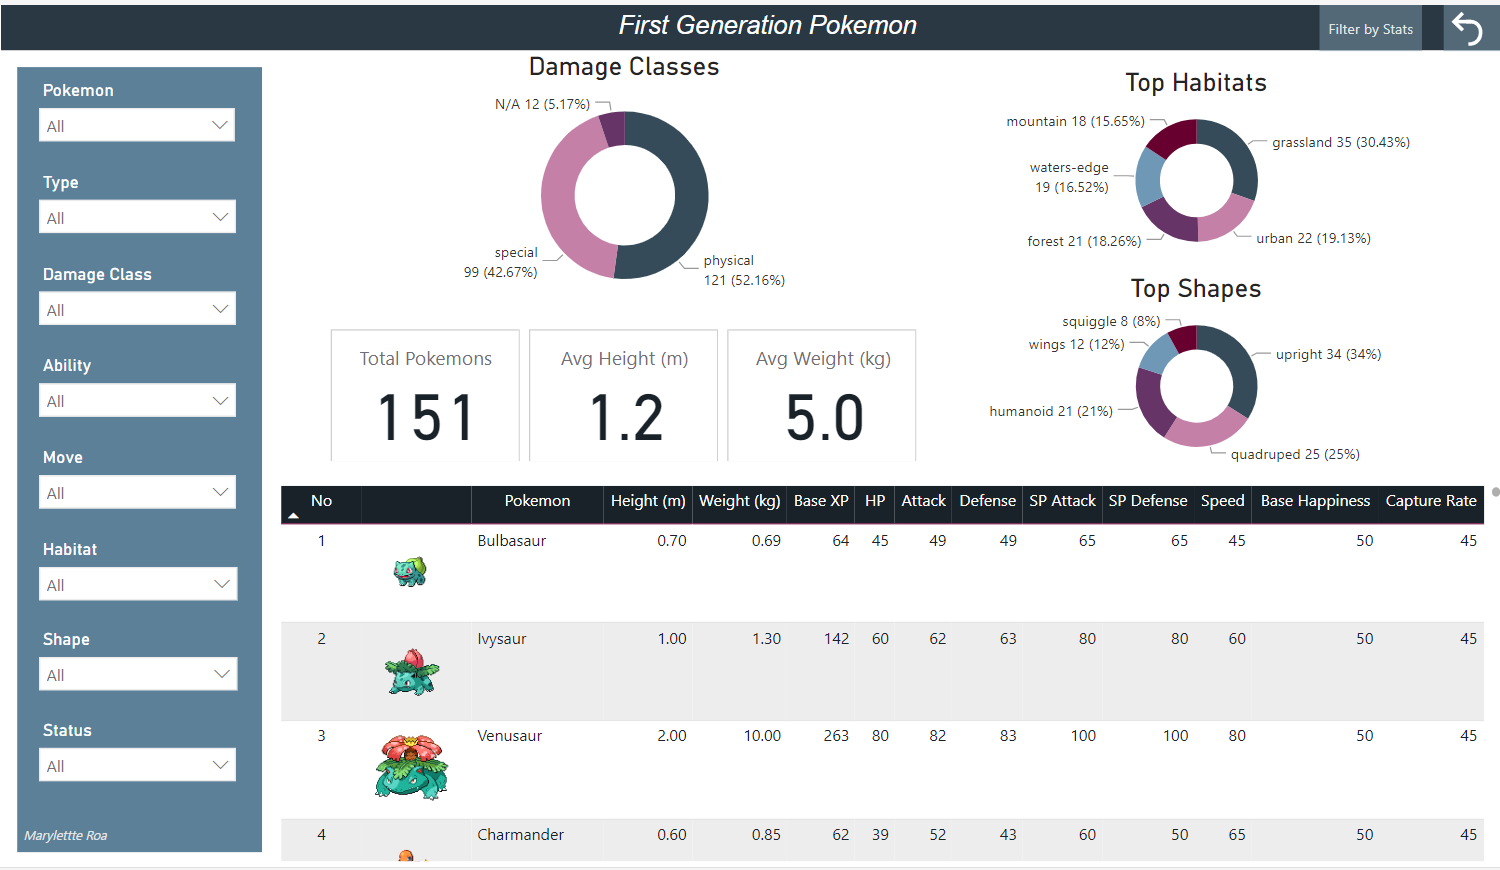 First Generation Pokemon
Filter by Stats
Pokemon
All
Type
All
Damage Class
All
Ability
All
Move
All
Habitat
All
Shape
All
Status
All
Marylettte Roa
Damage Classes
N/A 12 (5.17%)
special
99 (42.67%)
physical
121 (52.16%)
Top Habitats
mountain 18 (15.65%)
grassland 35 (30.43%)
waters-edge
19 (16.52%)
forest 21 (18.26%)
urban 22 (19.13%)
Top Shapes
squiggle 8 (8%)
wings 12 (12%)
upright 34 (34%)
humanoid 21 (21%)
quadruped 25 (25%)
Total Pokemons
151
Avg Height (m)
1.2
Avg Weight (kg)
5.0
No Pokemon Height (m) Weight (kg) Base XP HP Attack Defense SP Attack SP Defense Speed Base Happiness Capture Rate
1 Bulbasaur 0.70 0.69 64 45 49 49 65 65 45 50 45
2 Ivysaur 1.00 1.30 142 60 62 63 80 80 60 50 45
3 Venusaur 2.00 10.00 263 80 82 83 100 100 80 50 45
4 Charmander 0.60 0.85 62 39 52 43 60 50 65 50 45